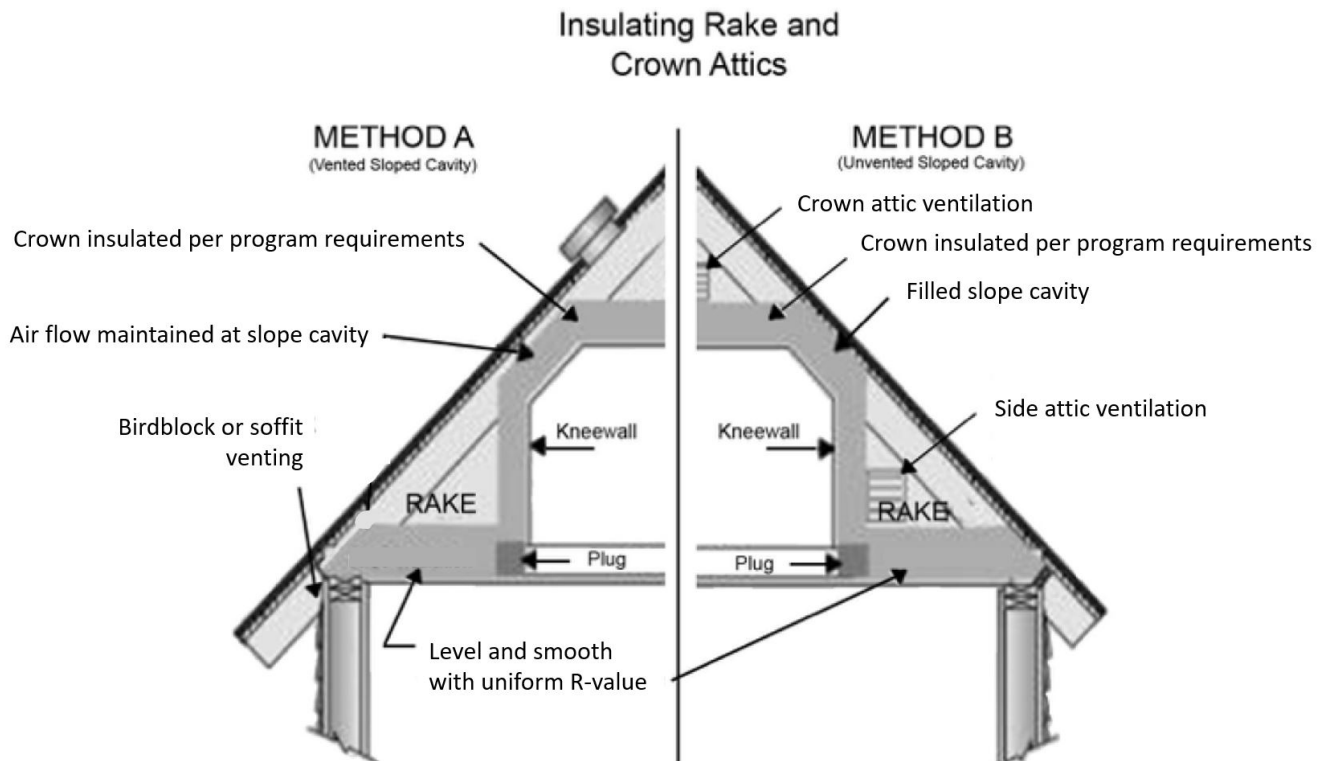 Insulating Rake and
Crown Attics
METHOD A
(Vented Sloped Cavity)
Crown insulated per program requirements
Air flow maintained at slope cavity
Birdblock or soffit
venting
Kneewall
RAKE
Plug
Level and smooth
with uniform R-value
METHOD B
(Unvented Sloped Cavity)
Crown attic ventilation
Crown insulated per program requirements
Filled slope cavity
Side attic ventilation
Kneewall
RAKE
Plug